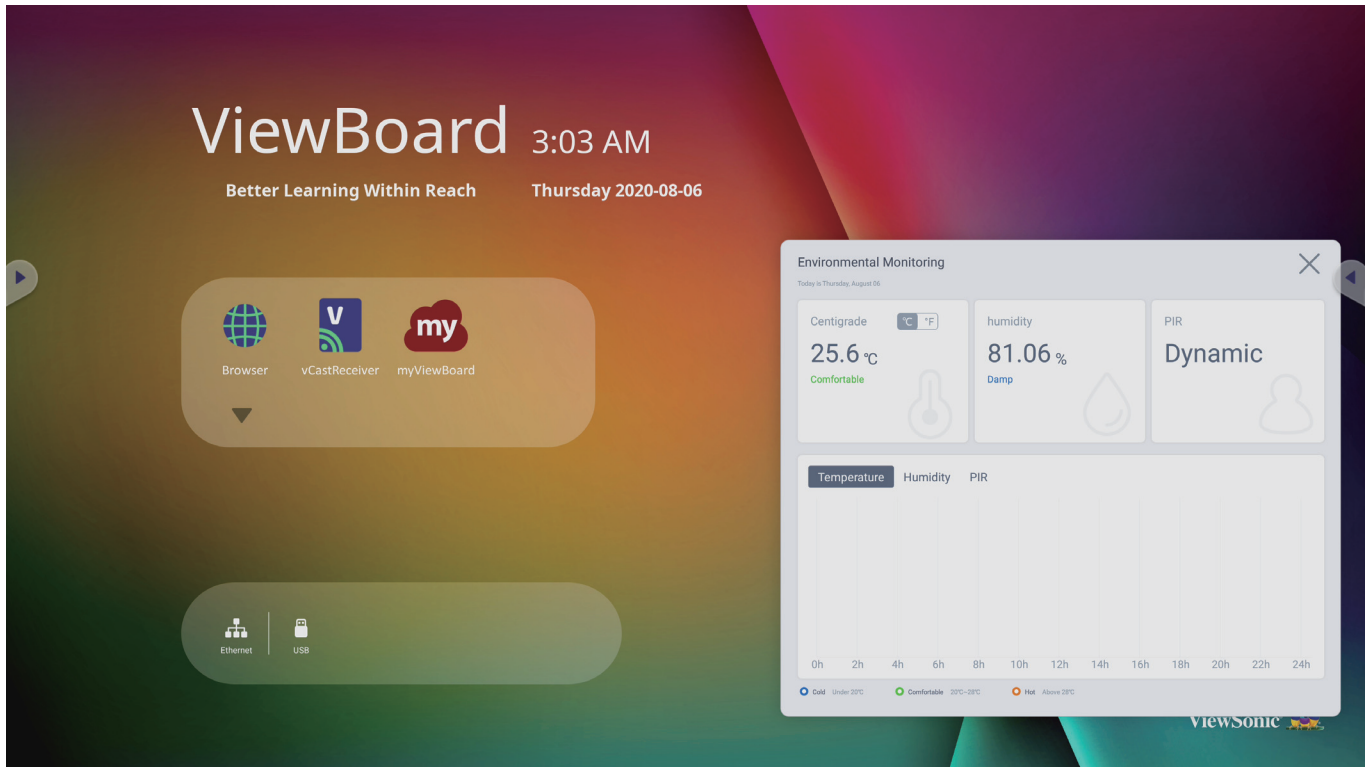 ViewBoard 3:03 AM
Better Learning Within Reach Thursday 2020-08-06
Browser vCastReceiver myViewBoard
V
my
Ethernet USB
Environmental Monitoring
Today is Thursday, August 06
Centigrade °C °F
25.6 °C
Comfortable
humidity
81.06 %
Damp
PIR
Dynamic
Temperature Humidity PIR
0h 2h 4h 6h 8h 10h 12h 14h 16h 18h 20h 22h 24h
Cold Under 20°C Comfortable 20°C~28°C Hot Above 28°C
ViewSonic